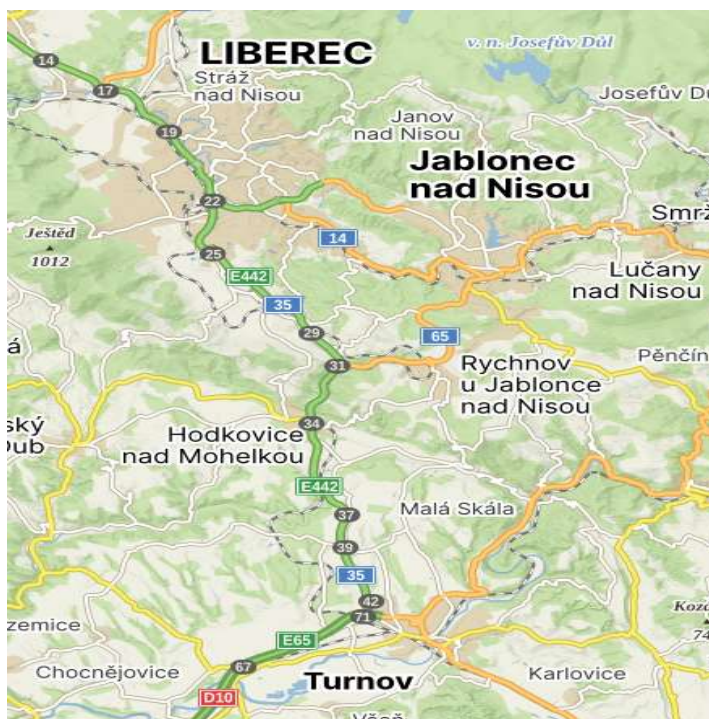 LIBEREC
v. n. Josefův Důl
14
Stráž
nad Nisou
17
Josefův Dů
Janov
nad Nisou
19
Jablonec
nad Nisou
22
Smrž
Ještěd
1012
14
25
E442
Lučany
nad Nisou
35
29
65
á
31
Rychnov
u Jablonce
nad Nisou
Pěnčín
ský
Dub
34
Hodkovice
nad Mohelkou
E442
37
Malá Skála
39
35
42
71
Koz
74
zemice
E65
67
Chocnějovice
Turnov
Karlovice
D10